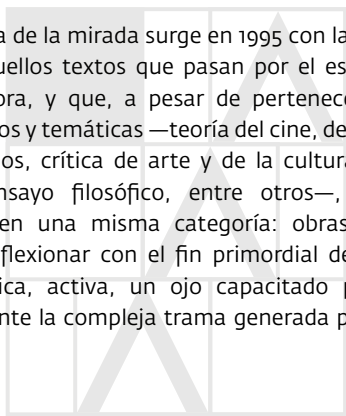 a de la mirada surge en 1995 con la
uellos textos que pasan por el es
ora, y que, a pesar de pertenec
os y temáticas —teoría del cine, de
os, crítica de arte y de la cultura
nsayo filosófico, entre otros—,
en una misma categoría: obras
flexionar con el fin primordial de
ica, activa, un ojo capacitado p
nte la compleja trama generada p